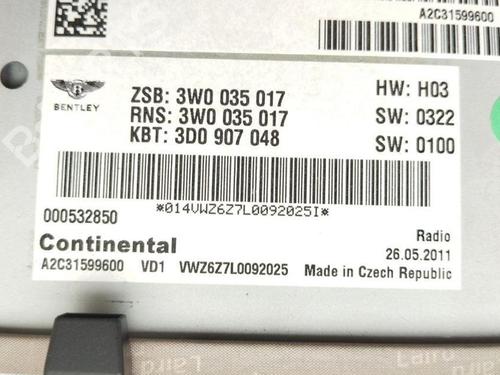 A2C31599600
BENTLEY
ZSB: 3W0 035 017
RNS: 3W0 035 017
KBT: 3D0 907 048
HW: H03
SW: 0322
SW: 0100
*014VWZ6Z7L0092025I*
000532850
Continental
Radio
26.05.2011
A2C31599600 VD1 VWZ6Z7L0092025 Made in Czech Republic
Laird